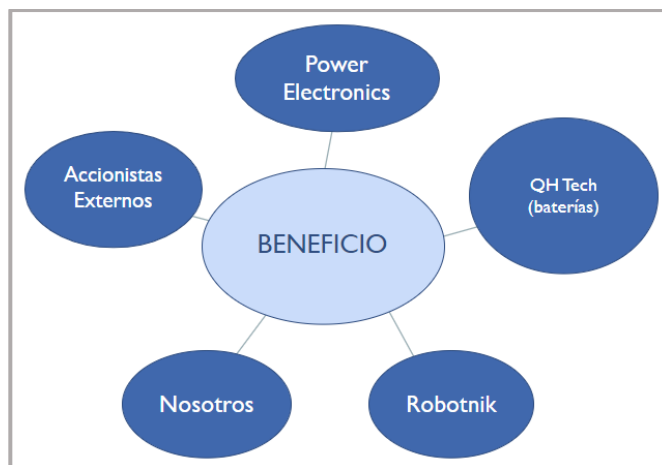 Power
Electronics
Accionistas
Externos
QH Tech
(baterías)
BENEFICIO
Nosotros
Robotnik